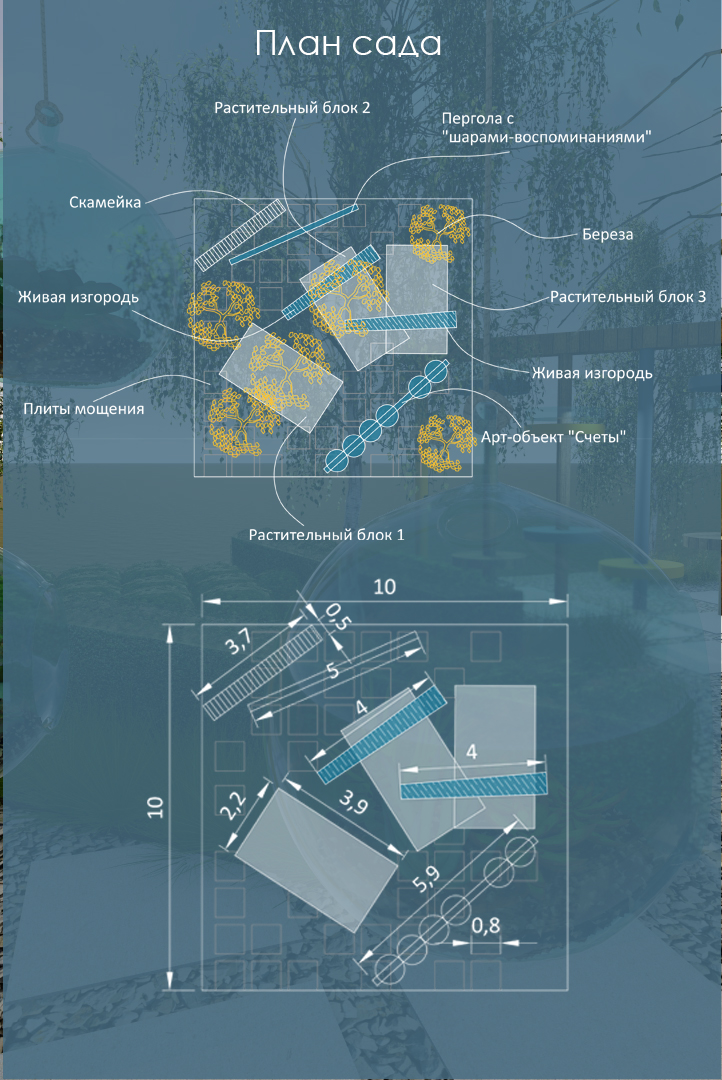 План сада
Растительный блок 2
Пергола с
"шарами-воспоминаниями"
Скамейка
Береза
Живая изгородь
Растительный блок 3
Живая изгородь
Плиты мощения
Арт-объект "Счеты"
Растительный блок 1
10
0,5
3,7
5
4
4
10
2,2
3,9
5,9
0,8